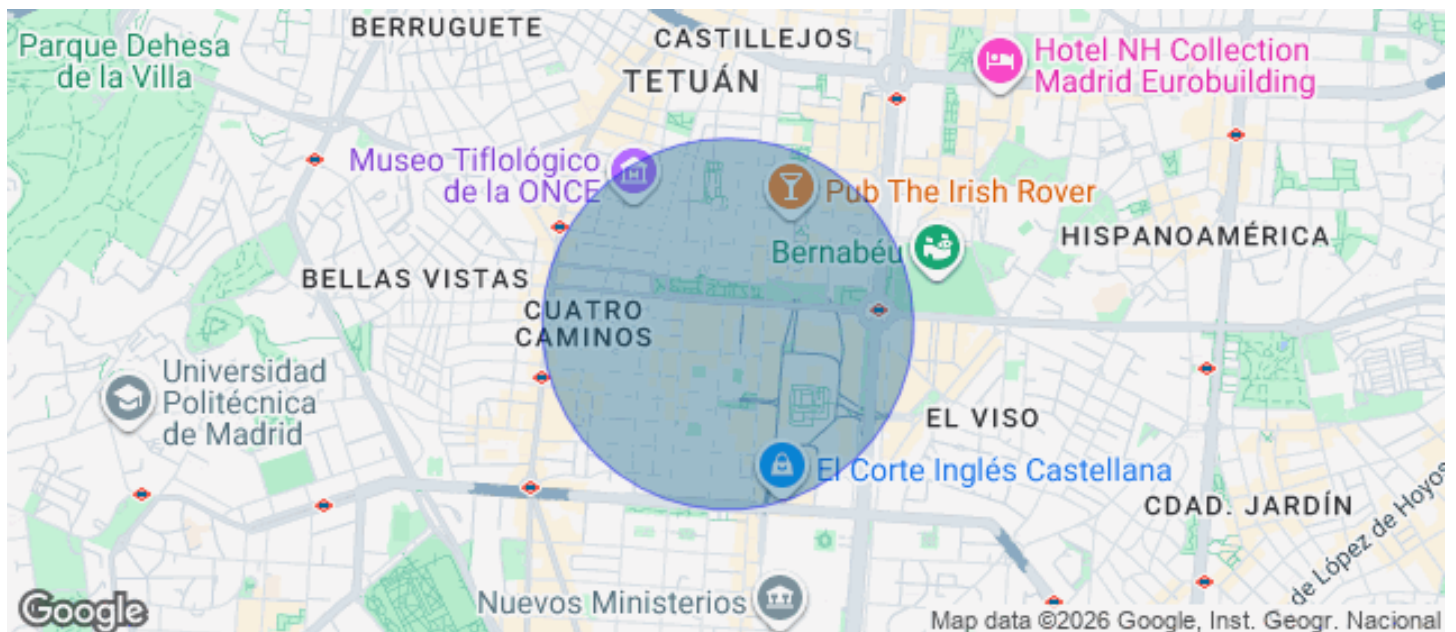 BERRUGUETE
CASTILLEJOS
Parque Dehesa
de la Villa
TETUÁN
Hotel NH Collection
Madrid Eurobuilding
Museo Tiflológico
de la ONCE
Pub The Irish Rover
Bernabéu
HISPANOAMÉRICA
BELLAS VISTAS
CUATRO
CAMINOS
Universidad
Politécnica
de Madrid
EL VISO
El Corte Inglés Castellana
CDAD. JARDÍN
de López de Hoyos
Nuevos Ministerios
Google
Map data ©2026 Google, Inst. Geogr. Nacional